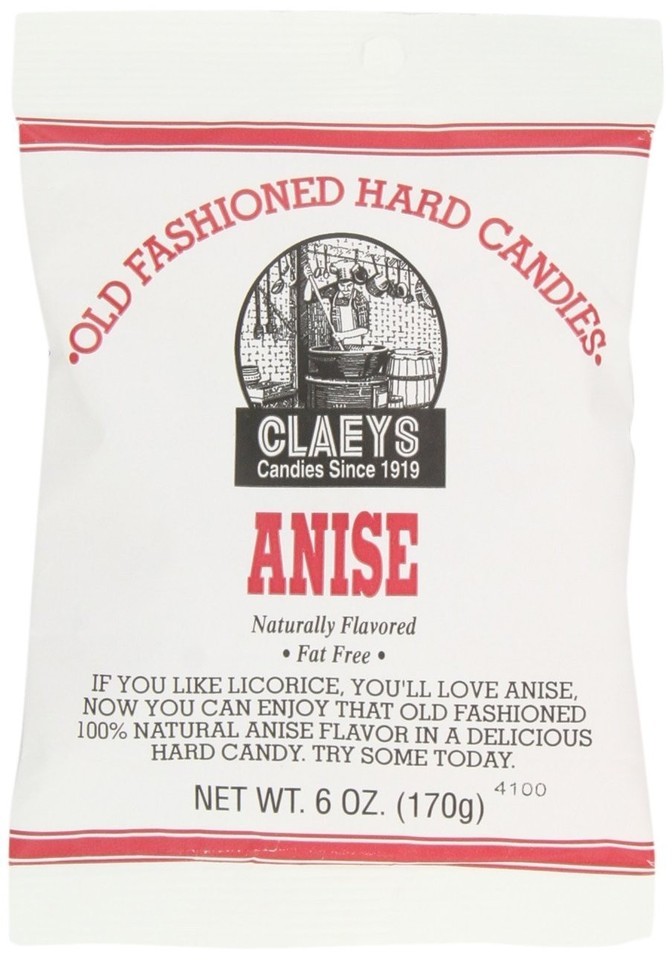 •OLD FASHIONED HARD CANDIES•
CLAEYS
Candies Since 1919
ANISE
Naturally Flavored
• Fat Free •
IF YOU LIKE LICORICE, YOU'LL LOVE ANISE,
NOW YOU CAN ENJOY THAT OLD FASHIONED
100% NATURAL ANISE FLAVOR IN A DELICIOUS
HARD CANDY. TRY SOME TODAY.
NET WT. 6 OZ. (170g) 4100